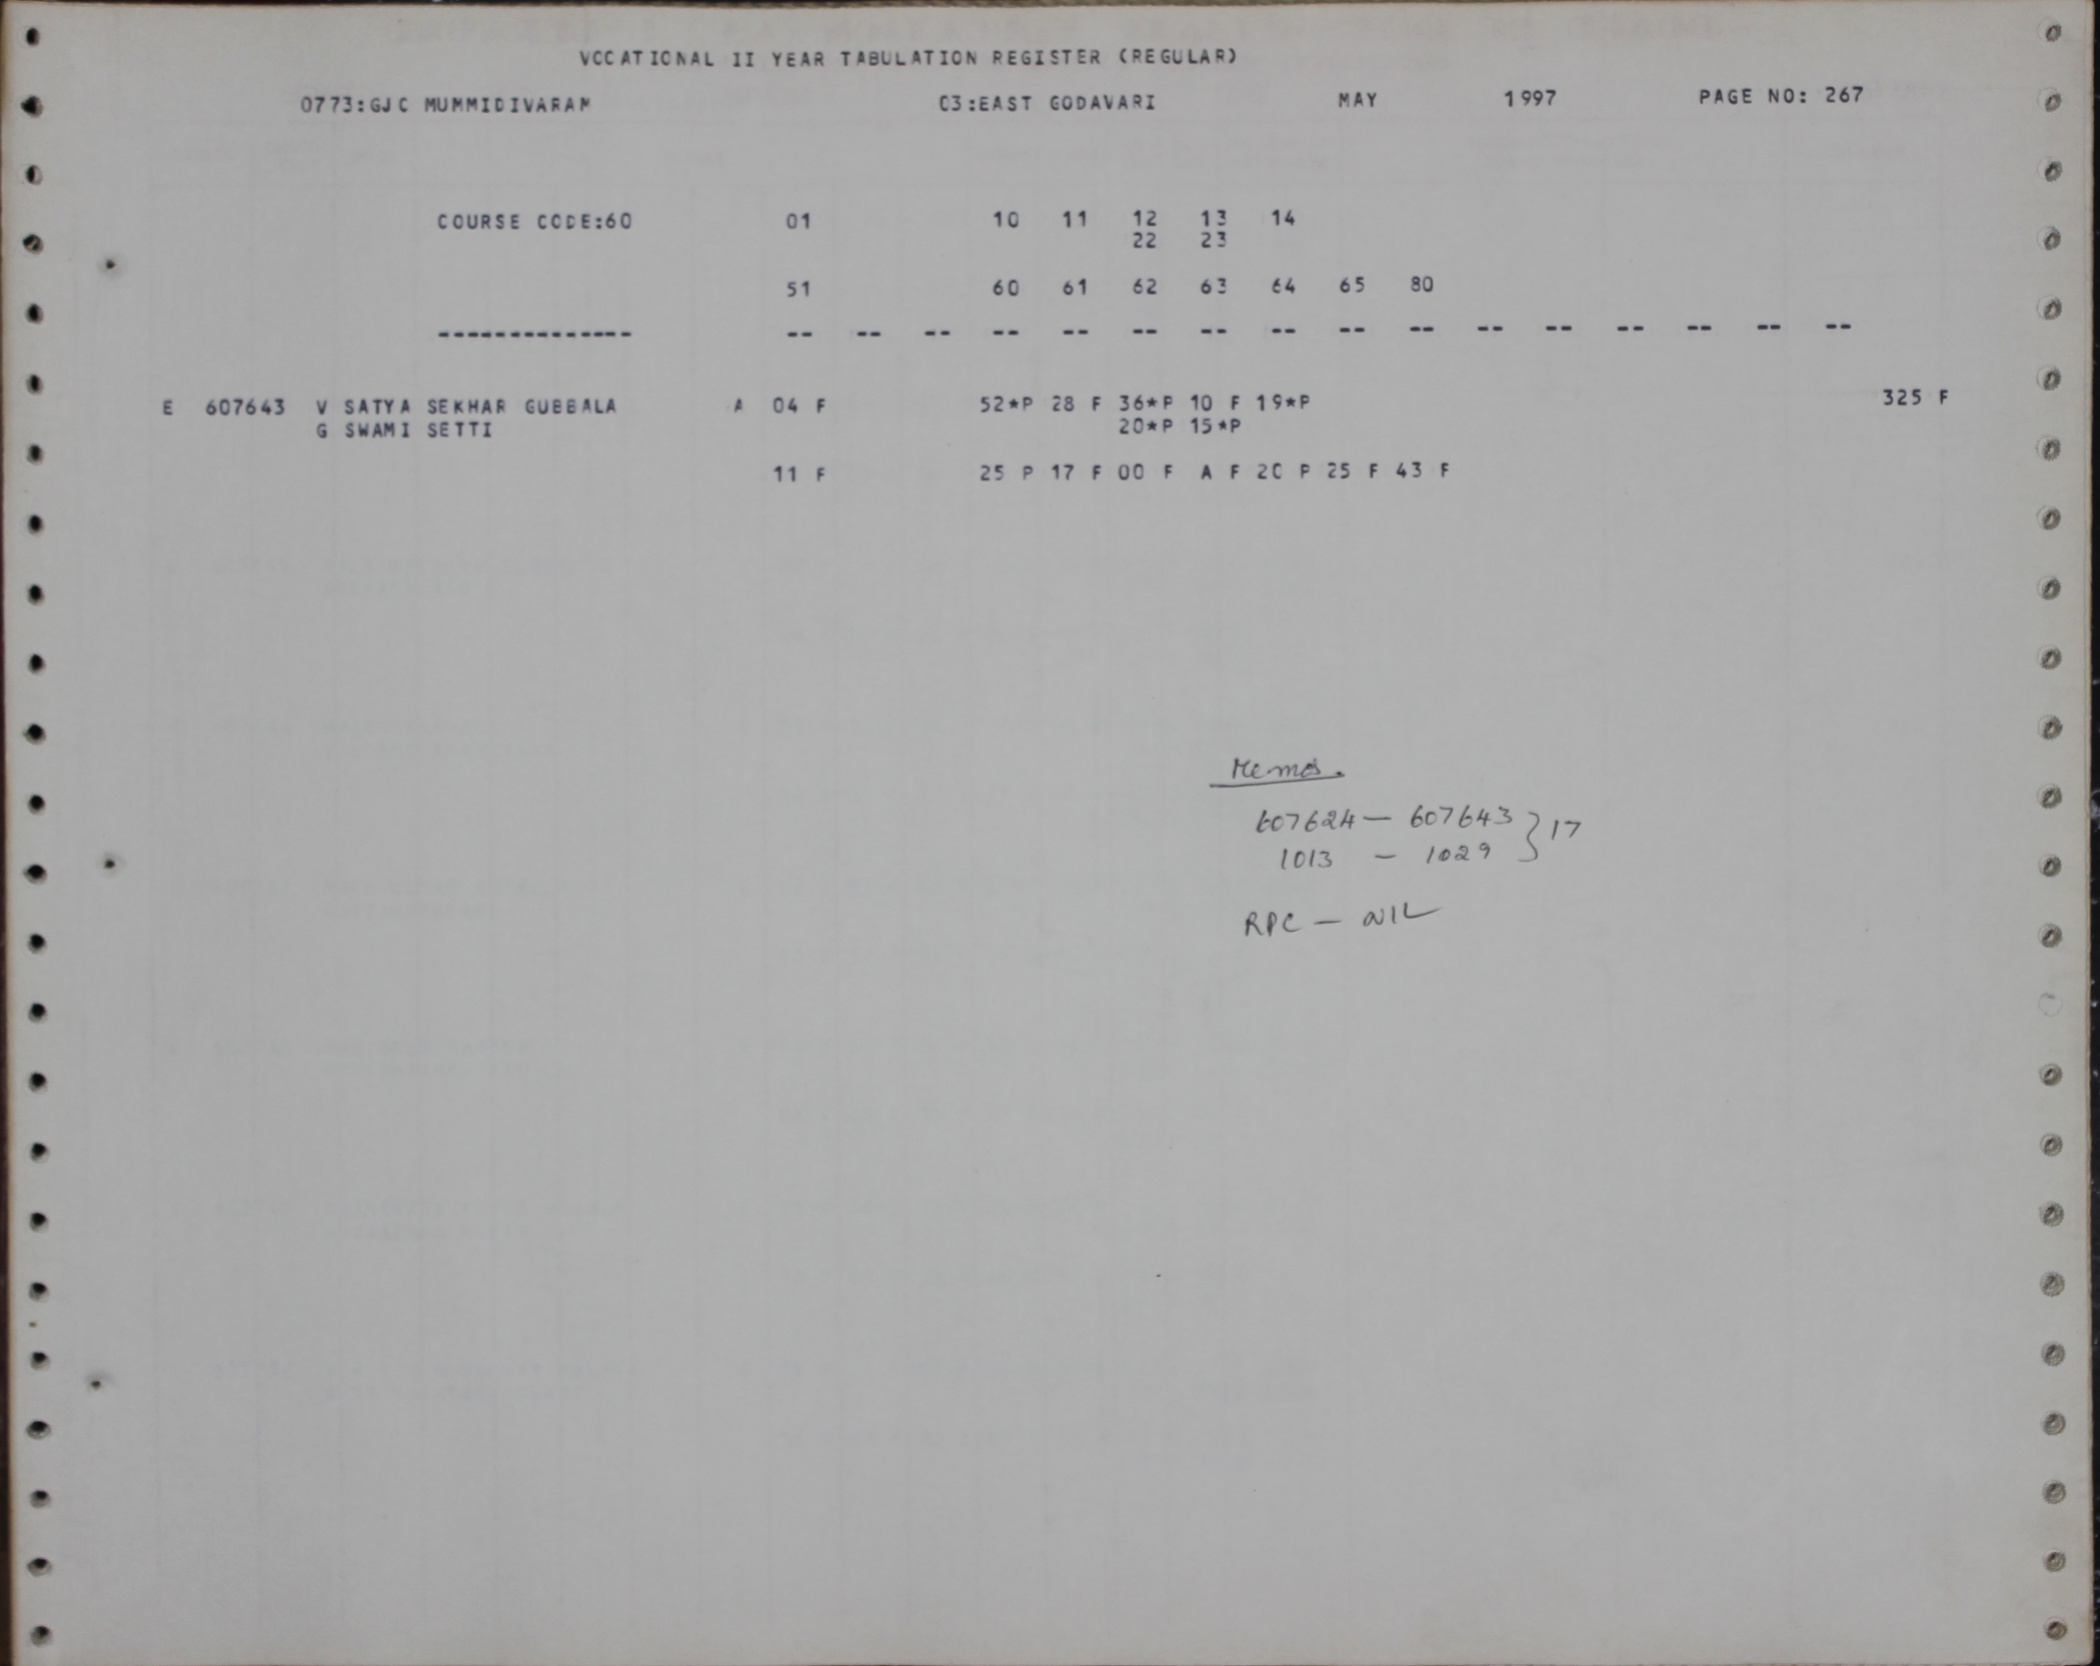 VOCATIONAL II YEAR TABULATION REGISTER (REGULAR)
0773:GJC MUMMIDIVARAM C3:EAST GODAVARI MAY 1997 PAGE NO: 267
COURSE CODE:60 01 10 11 12 13 14
22 23
51 60 61 62 63 64 65 80
-------------- -- -- -- -- -- -- -- -- -- -- -- -- -- -- -- --
E 607643 V SATYA SEKHAR GUBBALA A 04 F 52*P 28 F 36*P 10 F 19*P 325 F
G SWAMI SETTI 20*P 15*P
11 F 25 P 17 F 00 F A F 20 P 25 F 43 F
Memos.
607624 — 607643 } 17
1013 — 1029
RPC — NIL